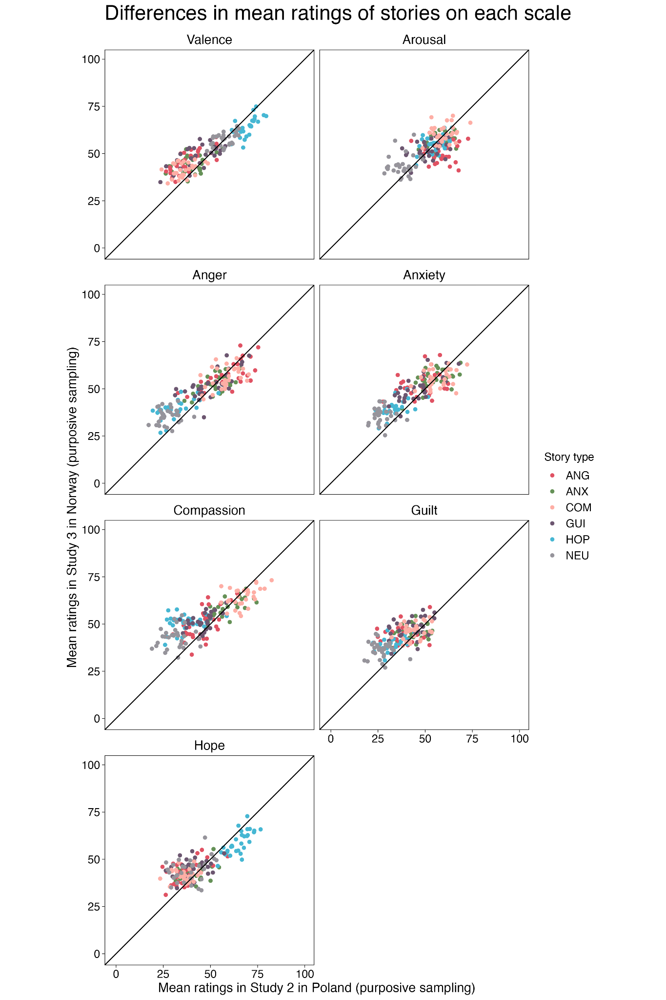 Differences in mean ratings of stories on each scale
Valence
Arousal
100
75
50
25
0
Anger
Anxiety
100
75
50
25
0
Compassion
Guilt
100
75
50
25
0
0 25 50 75 100
Hope
100
75
50
25
0
0 25 50 75 100
Mean ratings in Study 2 in Poland (purposive sampling)
Mean ratings in Study 3 in Norway (purposive sampling)
Story type
ANG
ANX
COM
GUI
HOP
NEU